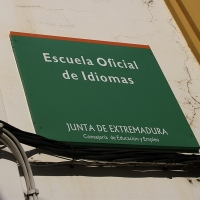 Escuela Oficial
de Idiomas
JUNTA DE EXTREMADURA
Consejería de Educación y Empleo